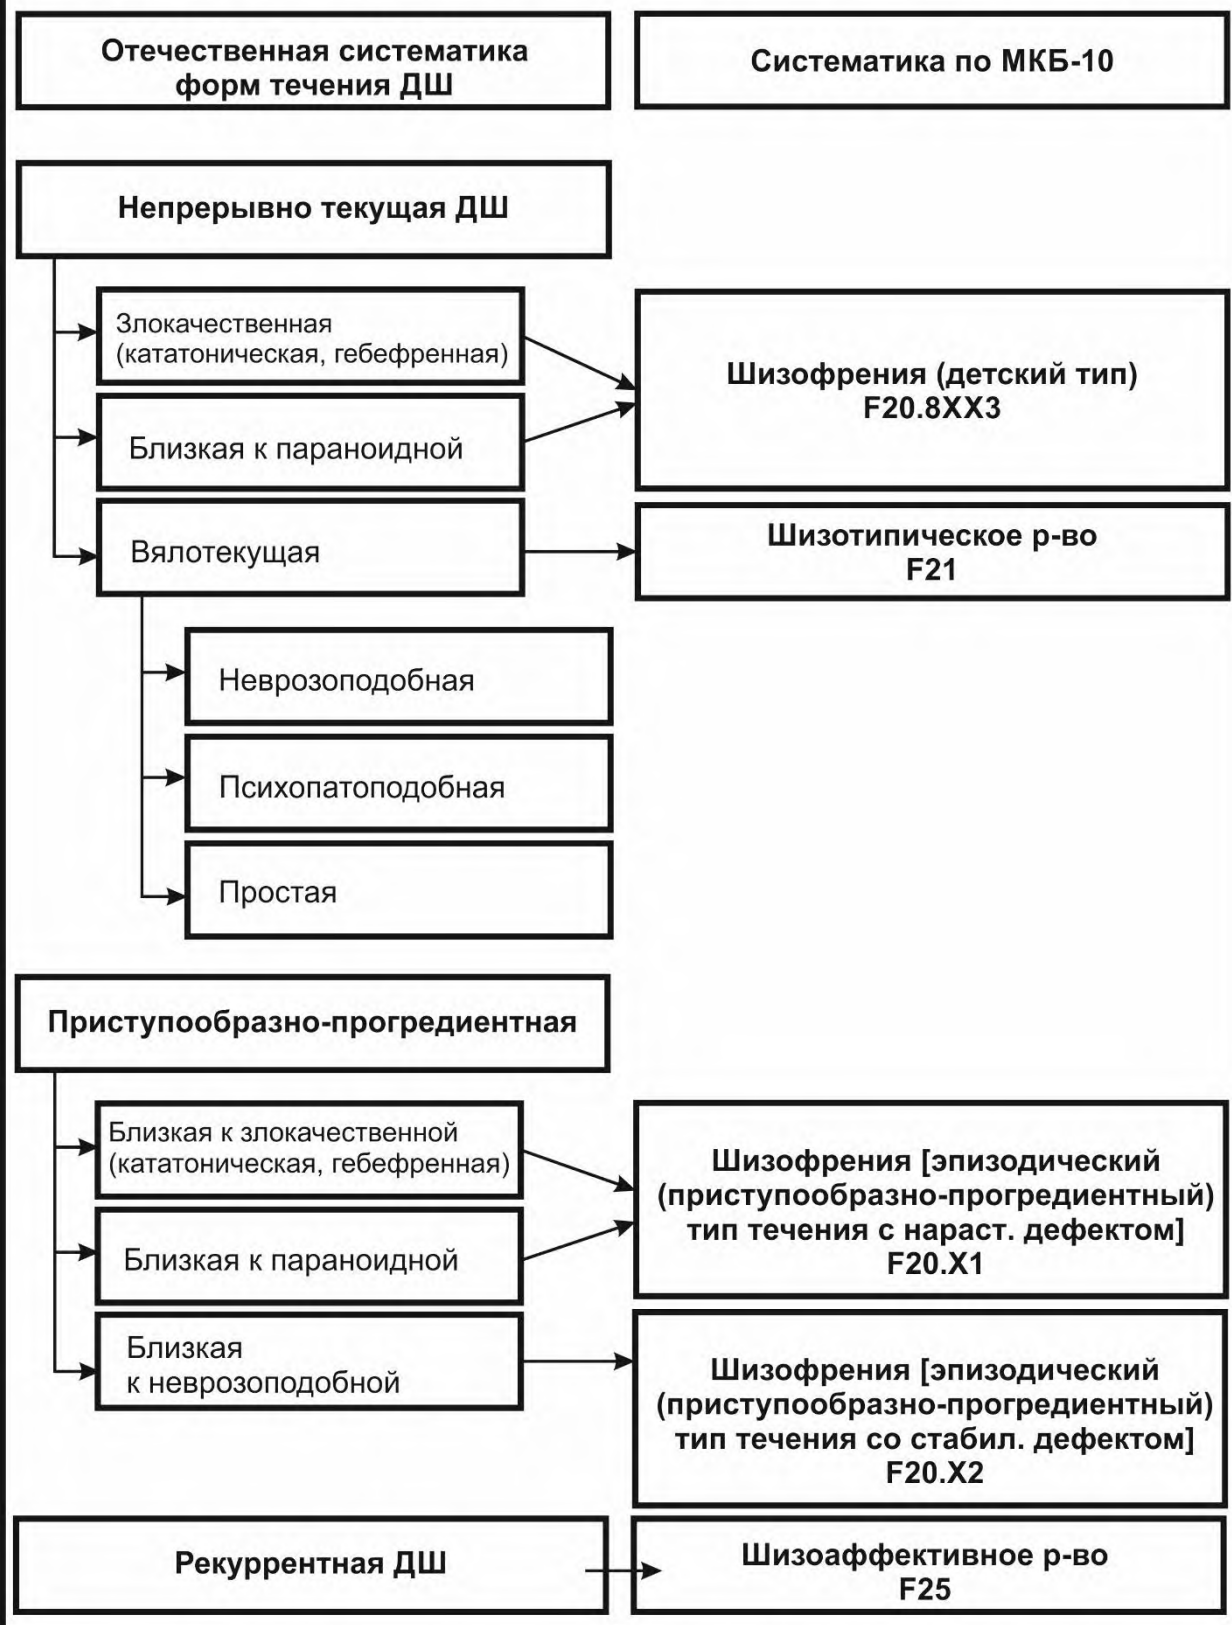 Отечественная систематика
форм течения ДШ
Систематика по МКБ-10
Непрерывно текущая ДШ
Злокачественная
(кататоническая, гебефренная)
Шизофрения (детский тип)
F20.8XX3
Близкая к параноидной
Вялотекущая
Шизотипическое р-во
F21
Неврозоподобная
Психопатоподобная
Простая
Приступообразно-прогредиентная
Близкая к злокачественной
(кататоническая, гебефренная)
Шизофрения [эпизодический
(приступообразно-прогредиентный)
тип течения с нараст. дефектом]
F20.X1
Близкая к параноидной
Близкая
к неврозоподобной
Шизофрения [эпизодический
(приступообразно-прогредиентный)
тип течения со стабил. дефектом]
F20.X2
Рекуррентная ДШ
Шизоаффективное р-во
F25